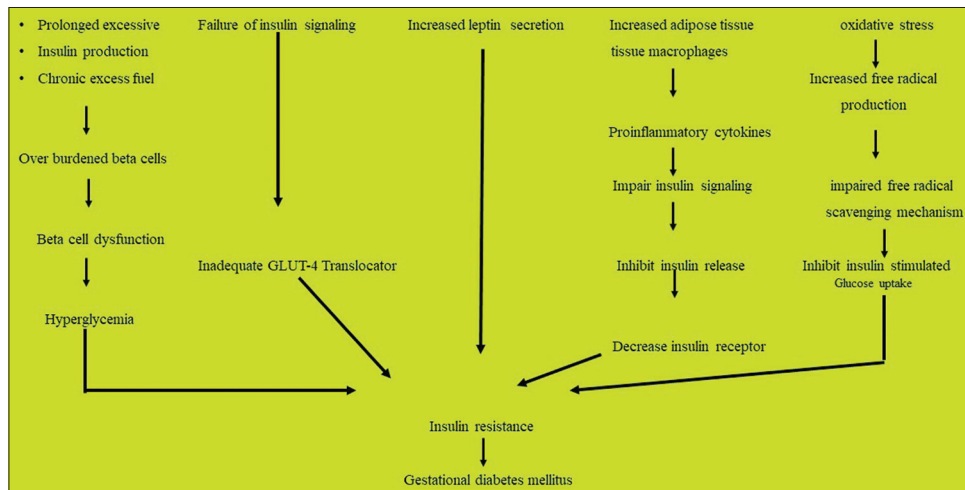 • Prolonged excessive
• Insulin production
• Chronic excess fuel
Over burdened beta cells
Beta cell dysfunction
Hyperglycemia
Failure of insulin signaling
Inadequate GLUT-4 Translocator
Increased leptin secretion
Increased adipose tissue
tissue macrophages
Proinflammatory cytokines
Impair insulin signaling
Inhibit insulin release
Decrease insulin receptor
oxidative stress
Increased free radical
production
impaired free radical
scavenging mechanism
Inhibit insulin stimulated
Glucose uptake
Insulin resistance
Gestational diabetes mellitus